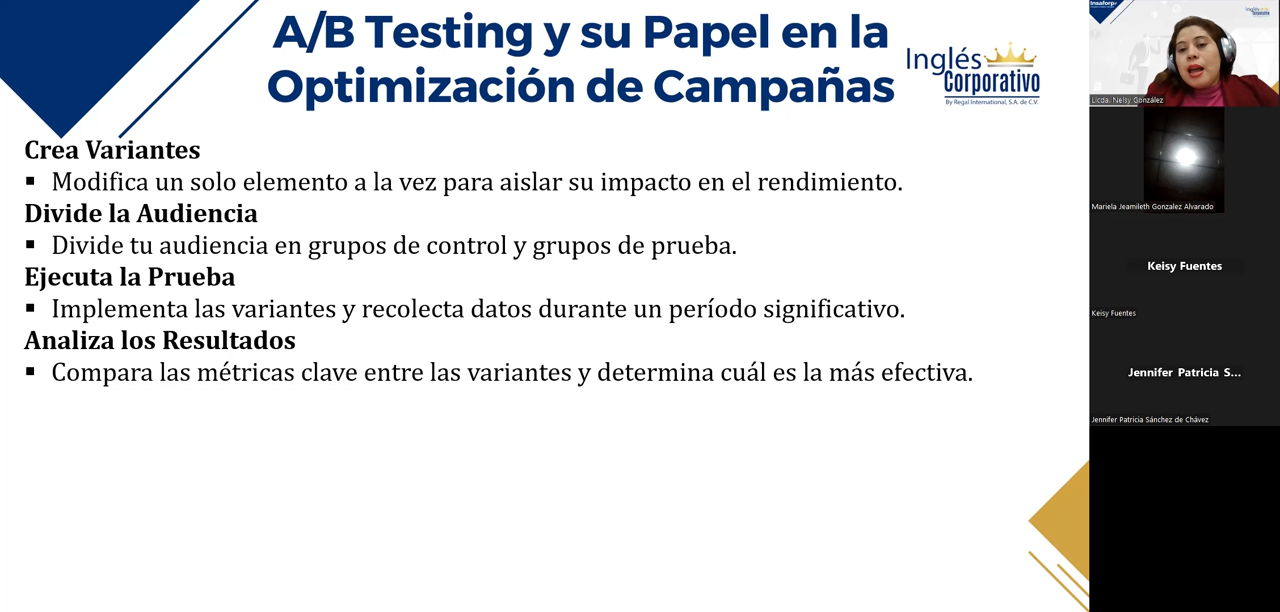 A/B Testing y su Papel en la
Optimización de Campañas
Inglés
Corporativo
By Regal International, S.A. de C.V.
Crea Variantes
▪ Modifica un solo elemento a la vez para aislar su impacto en el rendimiento.
Divide la Audiencia
▪ Divide tu audiencia en grupos de control y grupos de prueba.
Ejecuta la Prueba
▪ Implementa las variantes y recolecta datos durante un período significativo.
Analiza los Resultados
▪ Compara las métricas clave entre las variantes y determina cuál es la más efectiva.
Insaforp
Licda. Nelsy González
Mariela Jeamileth Gonzalez Alvarado
Keisy Fuentes
Keisy Fuentes
Jennifer Patricia S...
Jennifer Patricia Sánchez de Chávez